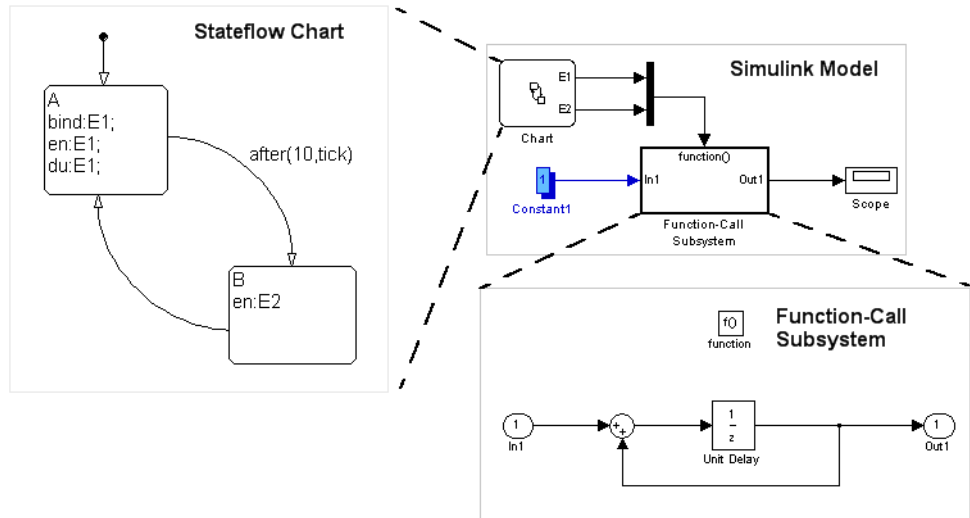 Stateflow Chart
A
bind:E1;
en:E1;
du:E1;
after(10,tick)
B
en:E2
Simulink Model
E1
E2
Chart
function()
In1
Out1
1
Constant1
Function-Call
Subsystem
Scope
f()
function
Function-Call
Subsystem
1
In1
+
+
1
z
Unit Delay
1
Out1